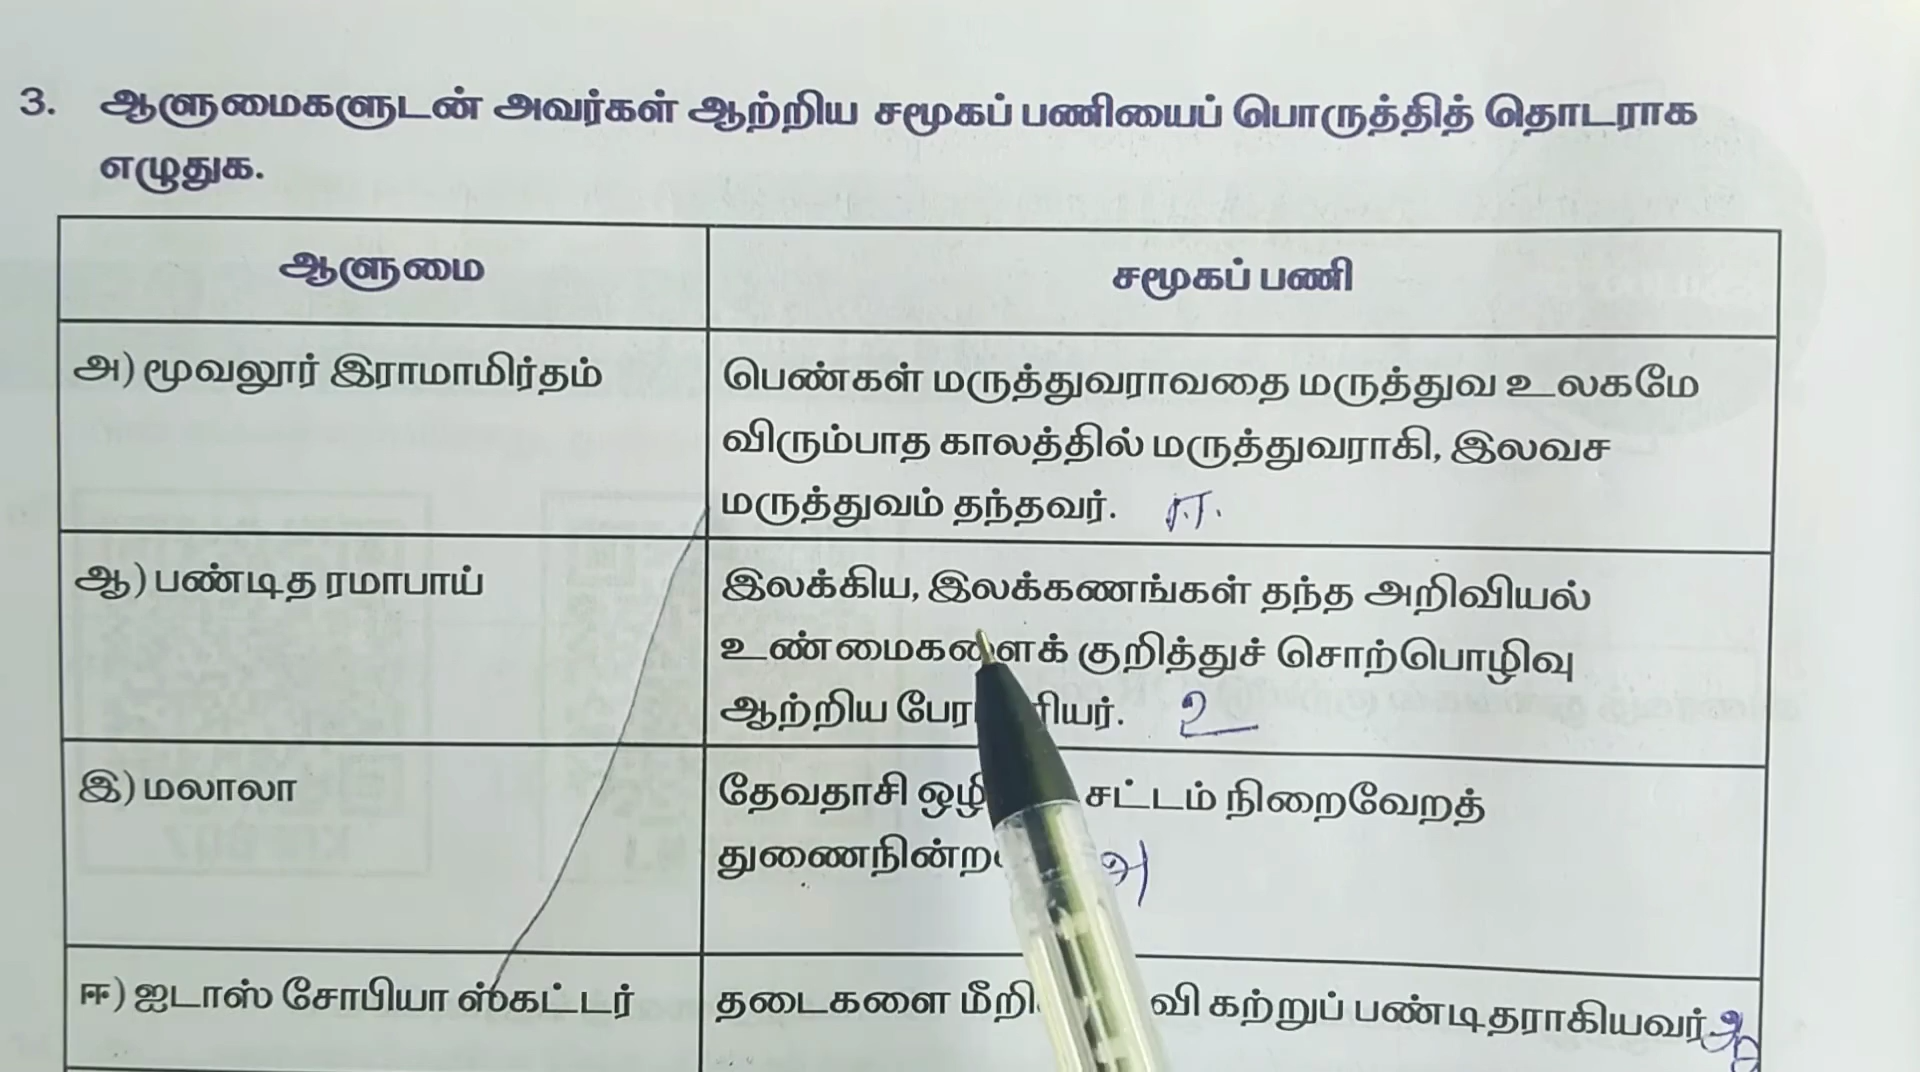 3. ஆளுமைகளுடன் அவர்கள் ஆற்றிய சமூகப் பணியைப் பொருத்தித் தொடராக
எழுதுக.
ஆளுமை
சமூகப் பணி
அ) மூவலூர் இராமாமிர்தம்
பெண்கள் மருத்துவராவதை மருத்துவ உலகமே
விரும்பாத காலத்தில் மருத்துவராகி, இலவச
மருத்துவம் தந்தவர். ஈ
ஆ) பண்டித ரமாபாய்
இலக்கிய, இலக்கணங்கள் தந்த அறிவியல்
உண்மைகளைக் குறித்துச் சொற்பொழிவு
ஆற்றிய உ
இ) மலாலா
தேவதாசி சட்டம் நிறைவேறத்
அ
ஈ) ஐடாஸ் சோபியா ஸ்கட்டர்
தடைகளை கற்றுப் பண்டிதராகியவர் ஆ